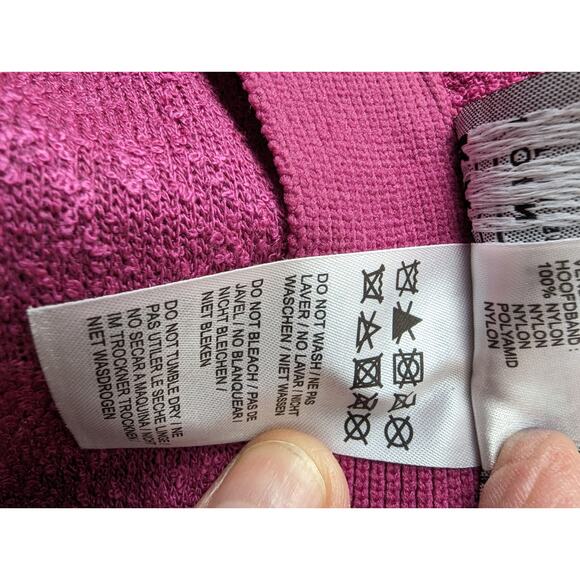 DO NOT WASH / NE PAS
LAVER / NO LAVAR / NICHT
WASCHEN / NIET WASSEN
DO NOT BLEACH / PAS DE
JAVEL / NO BLANQUEAR /
NICHT BLEICHEN /
NIET BLEKEN
DO NOT TUMBLE DRY / NE
PAS UTILER LE SECHE LINGE
NO SECAR A MAQUINA / NICHT
IM TROCKNER TROCKNEN
NIET WASDROGEN
HOOFDBAND:
100% NYLON
NYLON
NYLON
POLYAMID
NYLON